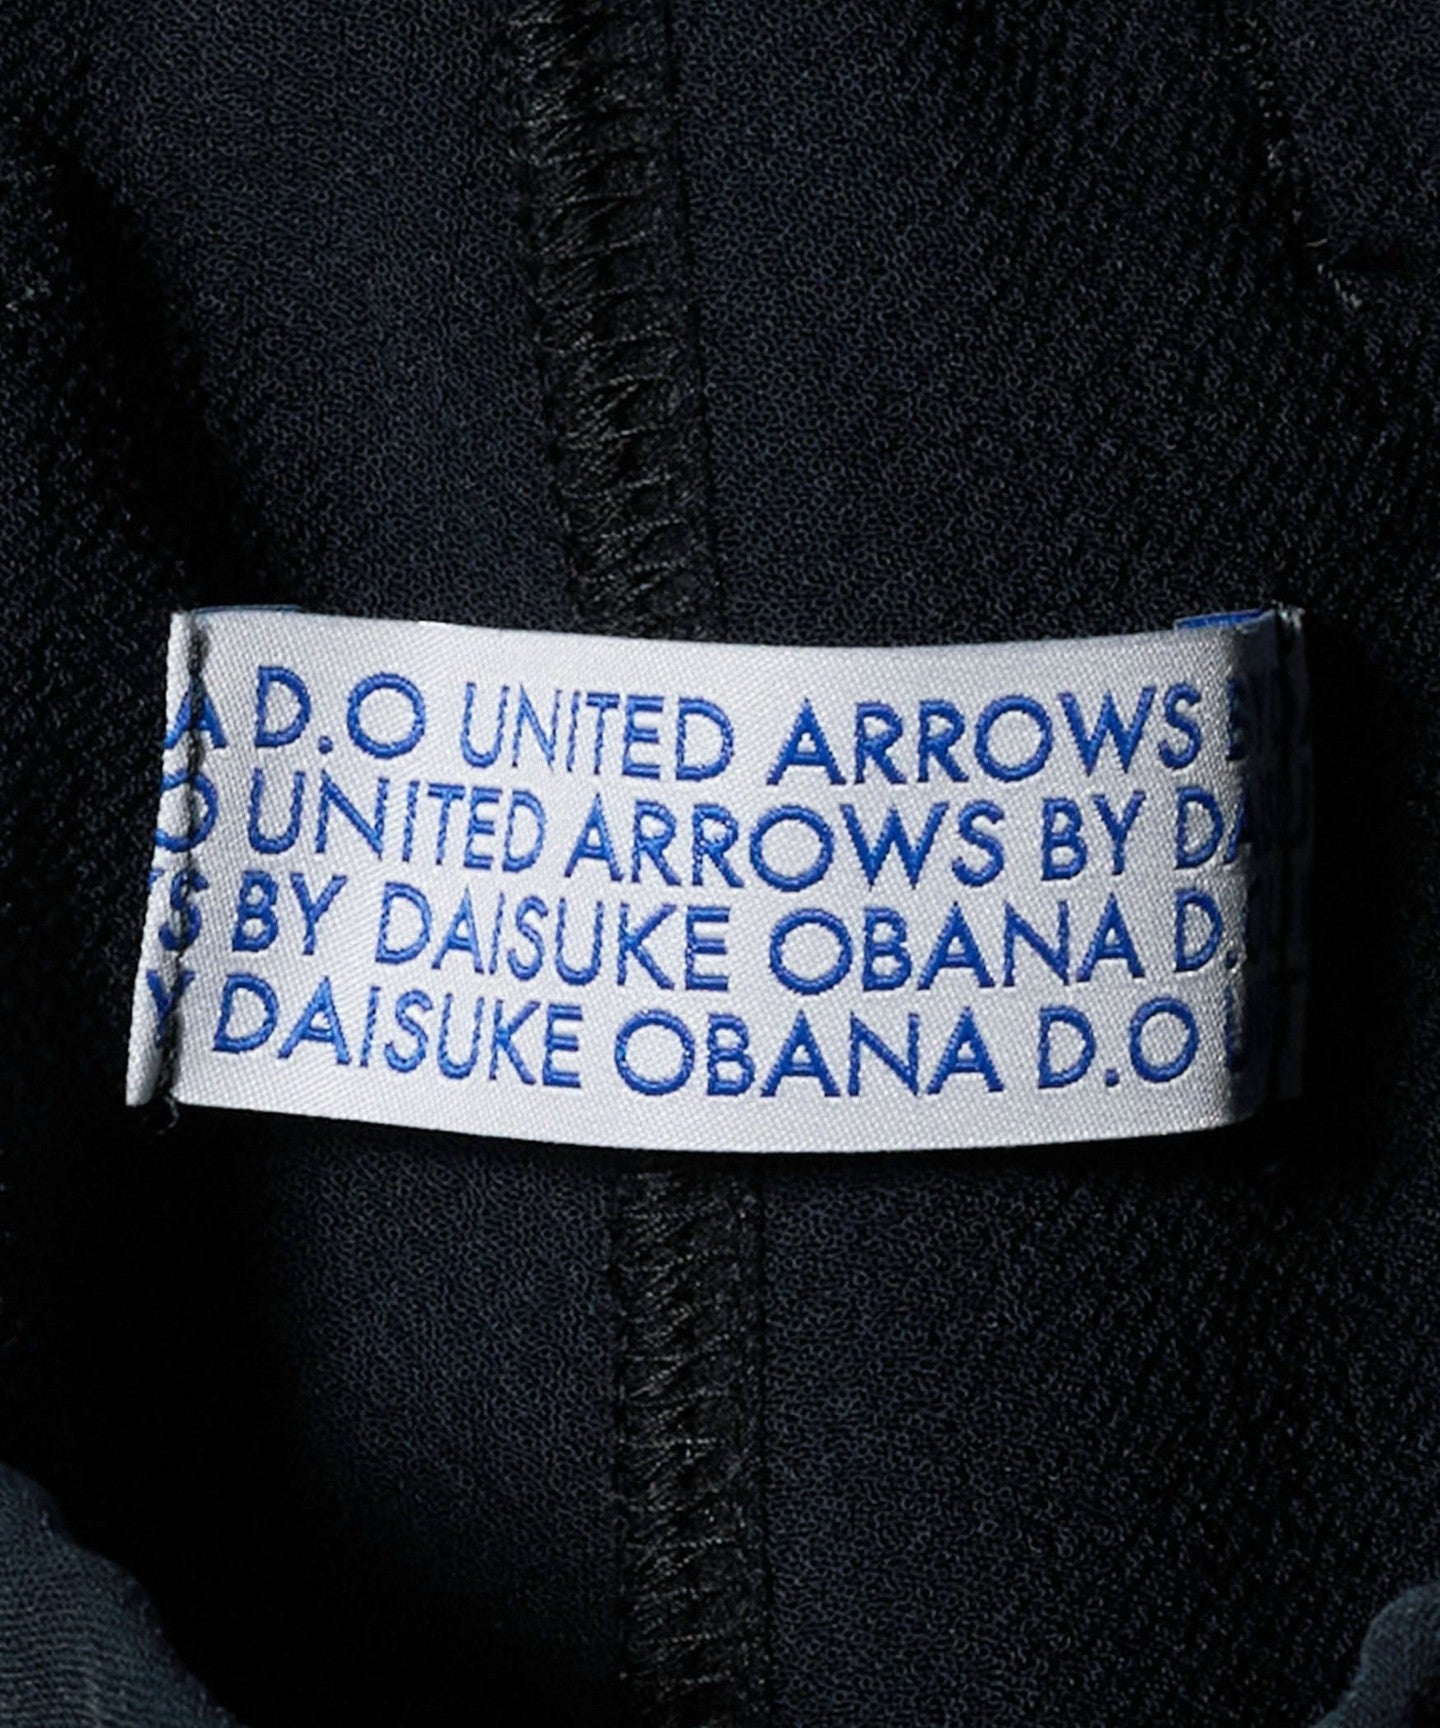 A D.O UNITED ARROWS B
O UNITED ARROWS BY DA
S BY DAISUKE OBANA D.
Y DAISUKE OBANA D.O U